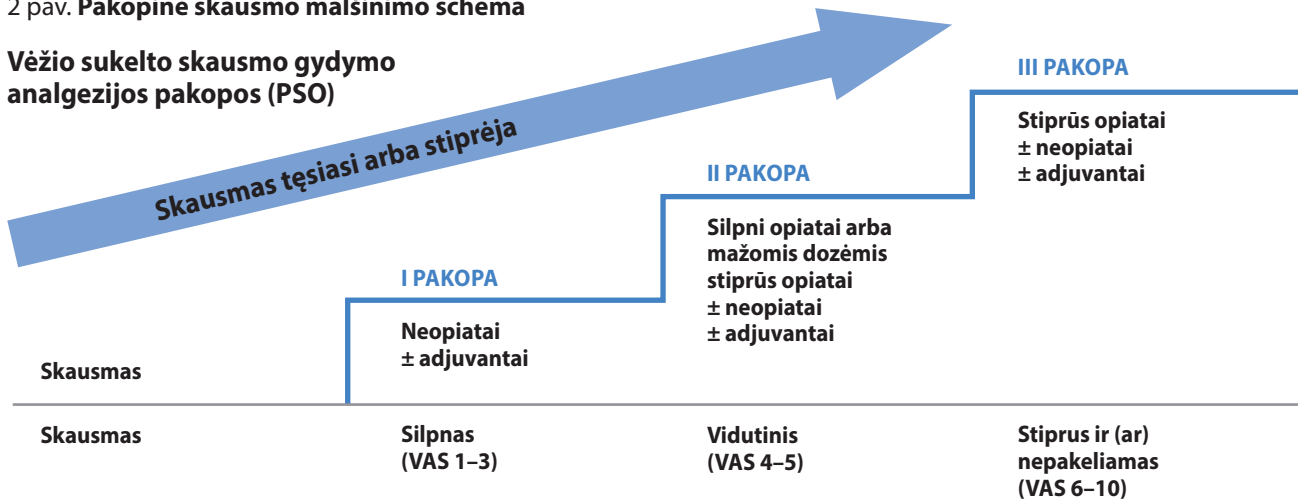 2 pav. Pakopinė skausmo malšinimo schema
Vėžio sukelto skausmo gydymo
analgezijos pakopos (PSO)
Skausmas tęsiasi arba stiprėja
I PAKOPA
Neopiatai
± adjuvantai
II PAKOPA
Silpni opiatai arba
mažomis dozėmis
stiprūs opiatai
± neopiatai
± adjuvantai
III PAKOPA
Stiprūs opiatai
± neopiatai
± adjuvantai
Skausmas
Skausmas
Silpnas
(VAS 1–3)
Vidutinis
(VAS 4–5)
Stiprus ir (ar)
nepakeliamas
(VAS 6–10)